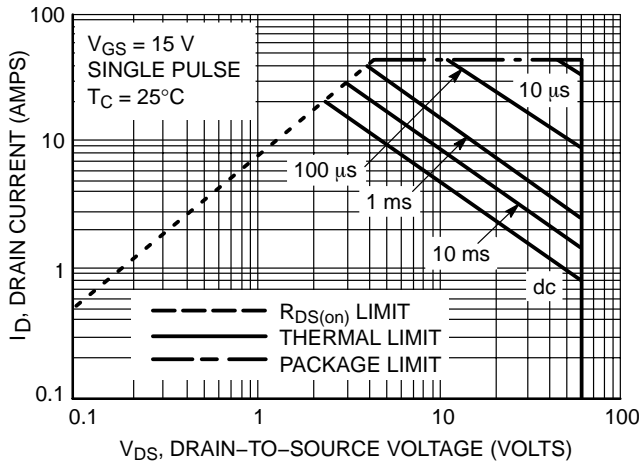 I_D, DRAIN CURRENT (AMPS)
100
10
1
0.1
V_GS = 15 V
SINGLE PULSE
T_C = 25°C
10 µs
100 µs
1 ms
10 ms
dc
R_DS(on) LIMIT
THERMAL LIMIT
PACKAGE LIMIT
0.1
1
10
100
V_DS, DRAIN−TO−SOURCE VOLTAGE (VOLTS)